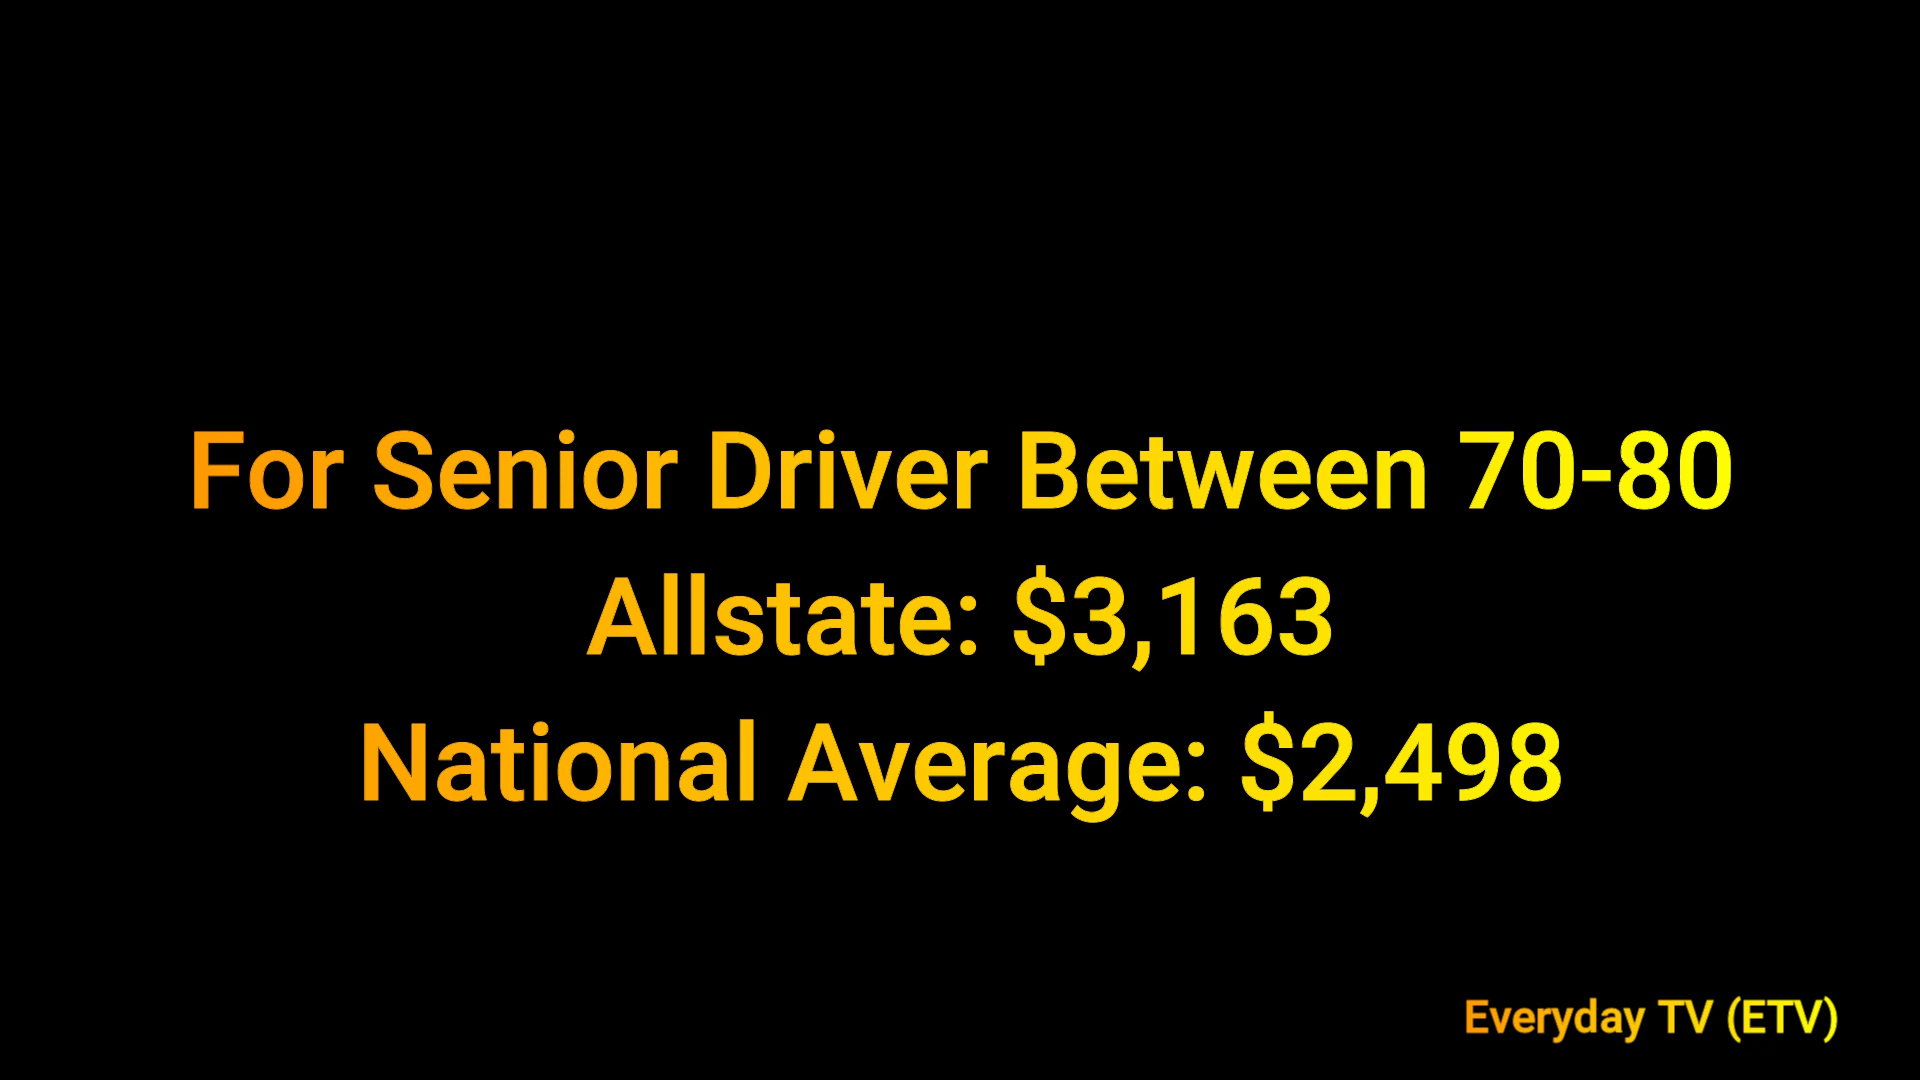 For Senior Driver Between 70-80
Allstate: $3,163
National Average: $2,498
Everyday TV (ETV)